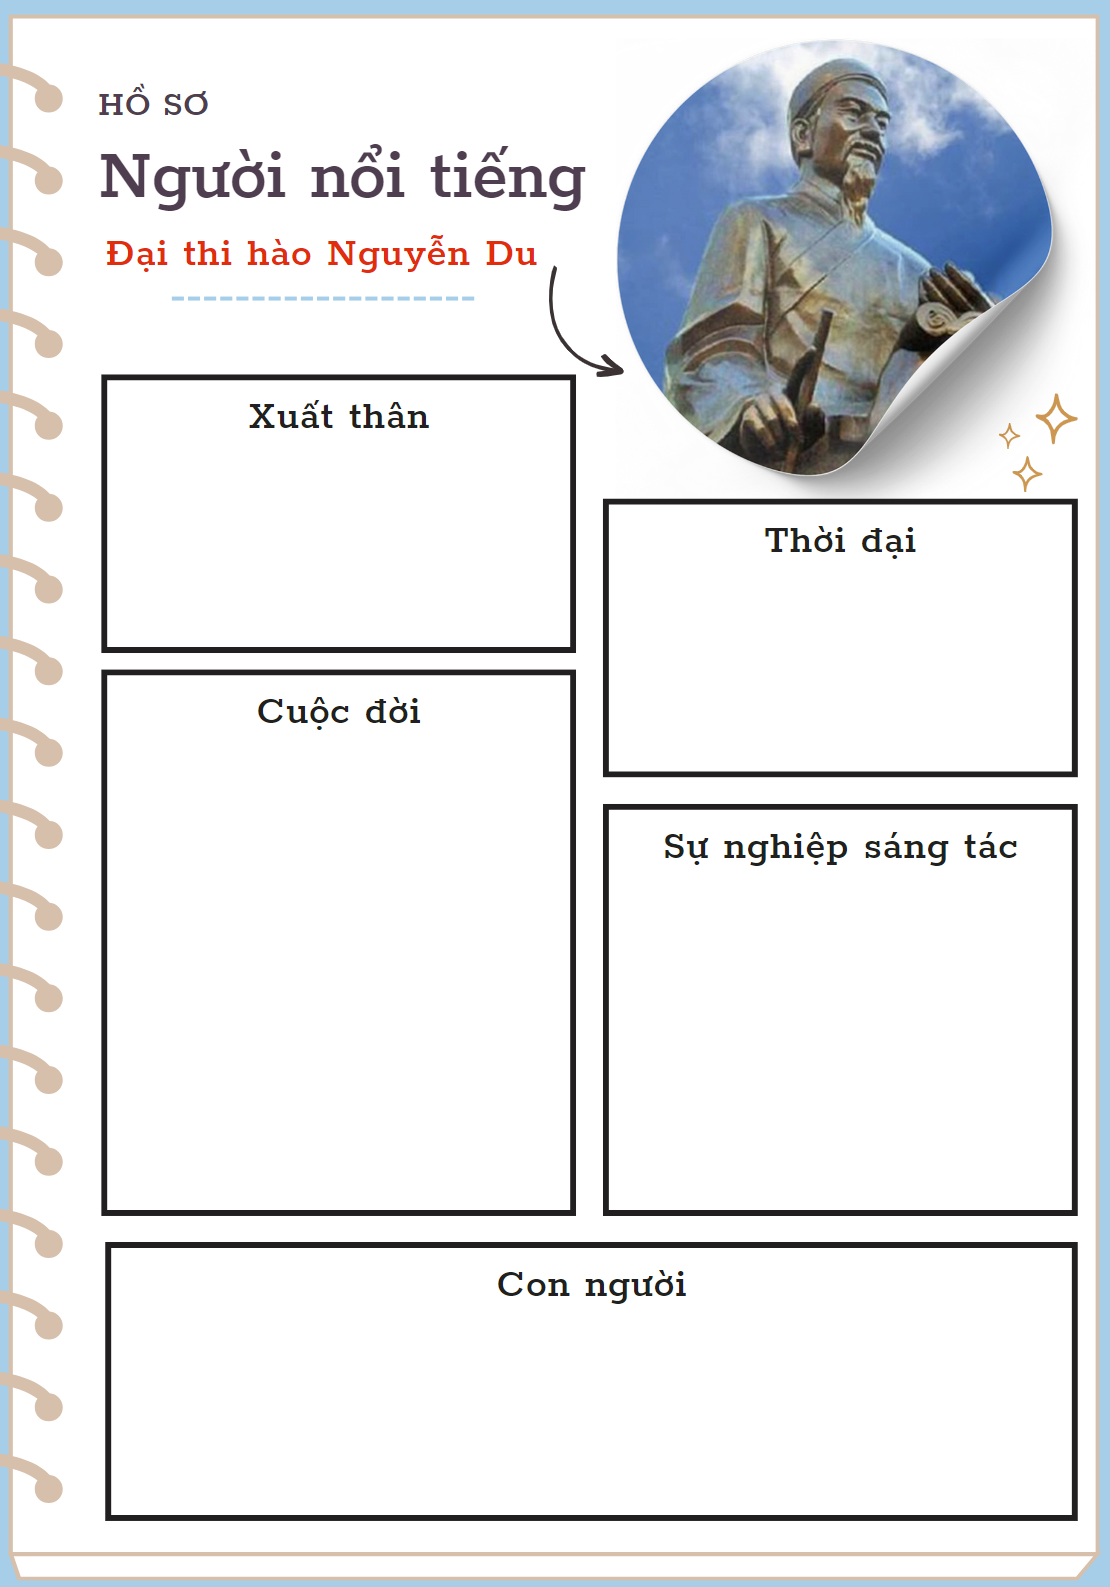 HỒ SƠ
Người nổi tiếng
Đại thi hào Nguyễn Du
Xuất thân
Thời đại
Cuộc đời
Sự nghiệp sáng tác
Con người